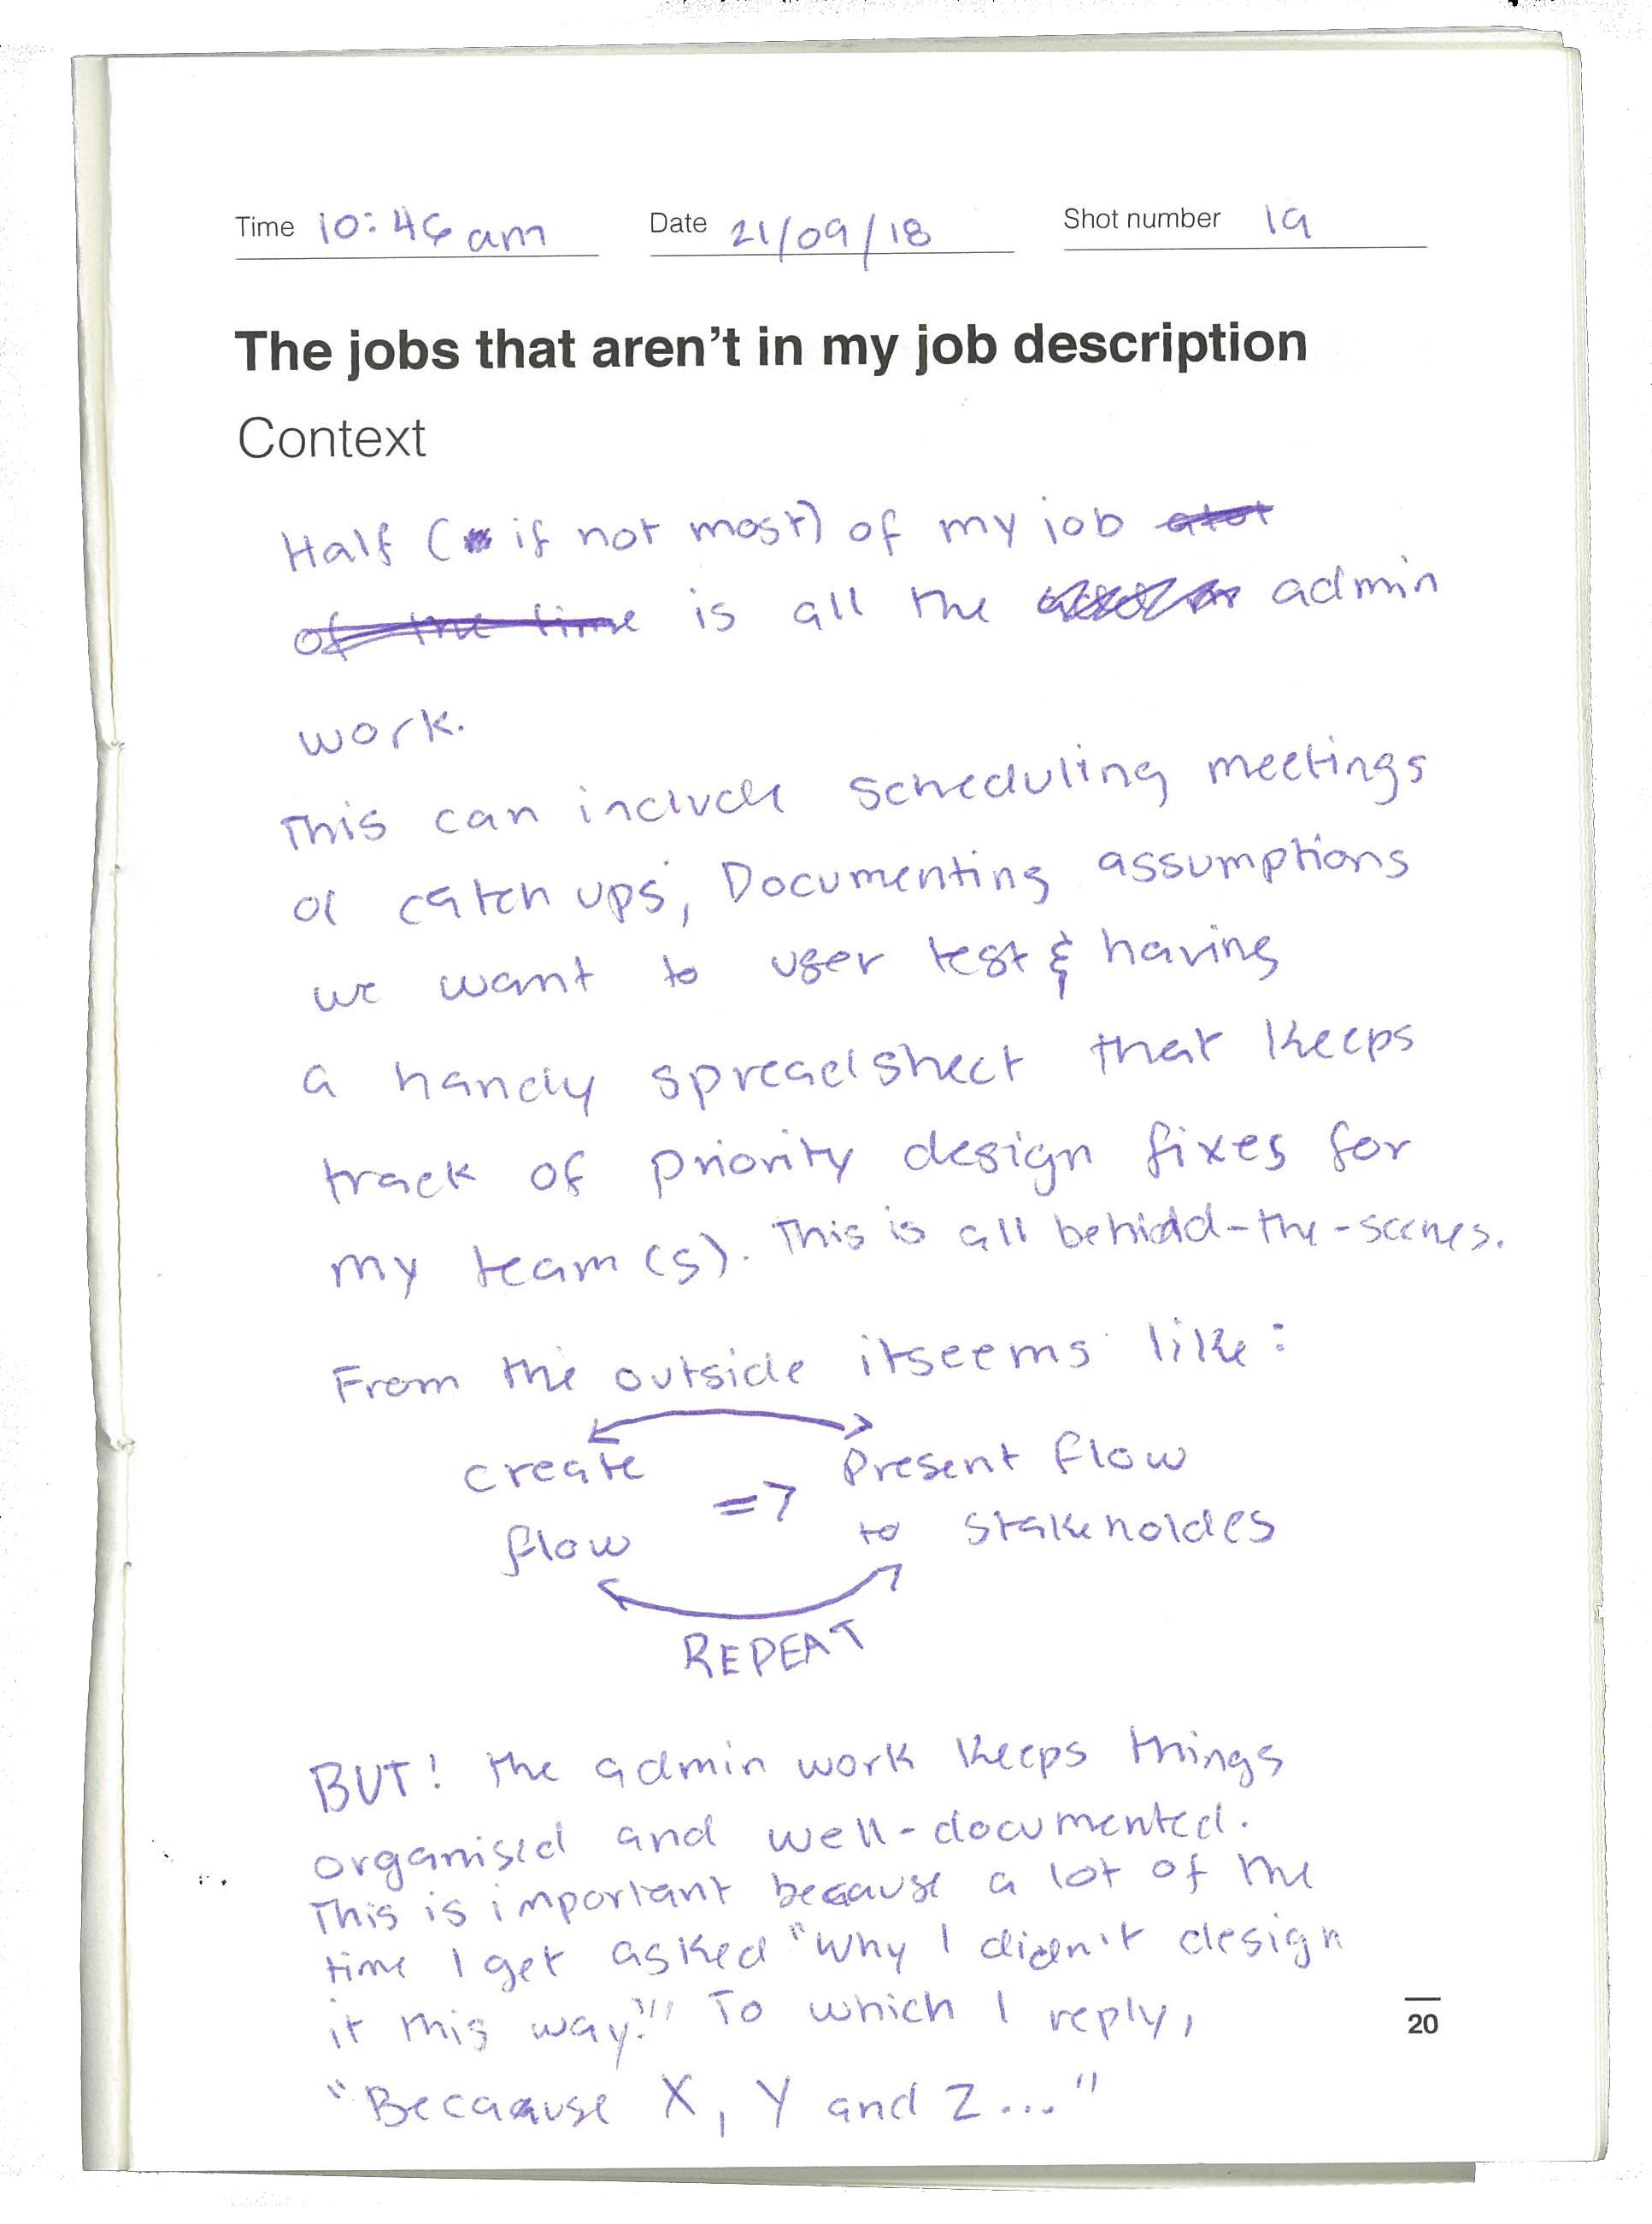 Time 10:46 am Date 21/09/18 Shot number 19
The jobs that aren't in my job description
Context
Half (if not most) of my job alot
of the time is all the admin
work.
This can include scheduling meetings
or catch ups, Documenting assumptions
we want to user test & having
a handy spreadsheet that keeps
track of priority design fixes for
my team(s). This is all behidd-the-scenes.
From the outside itseems like:
create => Present flow
flow to stakeholdes
REPEAT
BUT! the admin work keeps things
organised and well-documented.
This is important because a lot of the
time I get asked "Why I didn't design
it this way?!" To which I reply,
"Because X, Y and Z..."
20